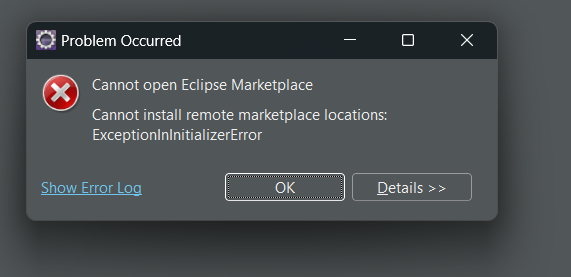 Problem Occurred
Cannot open Eclipse Marketplace
Cannot install remote marketplace locations:
ExceptionInInitializerError
Show Error Log
OK
Details >>